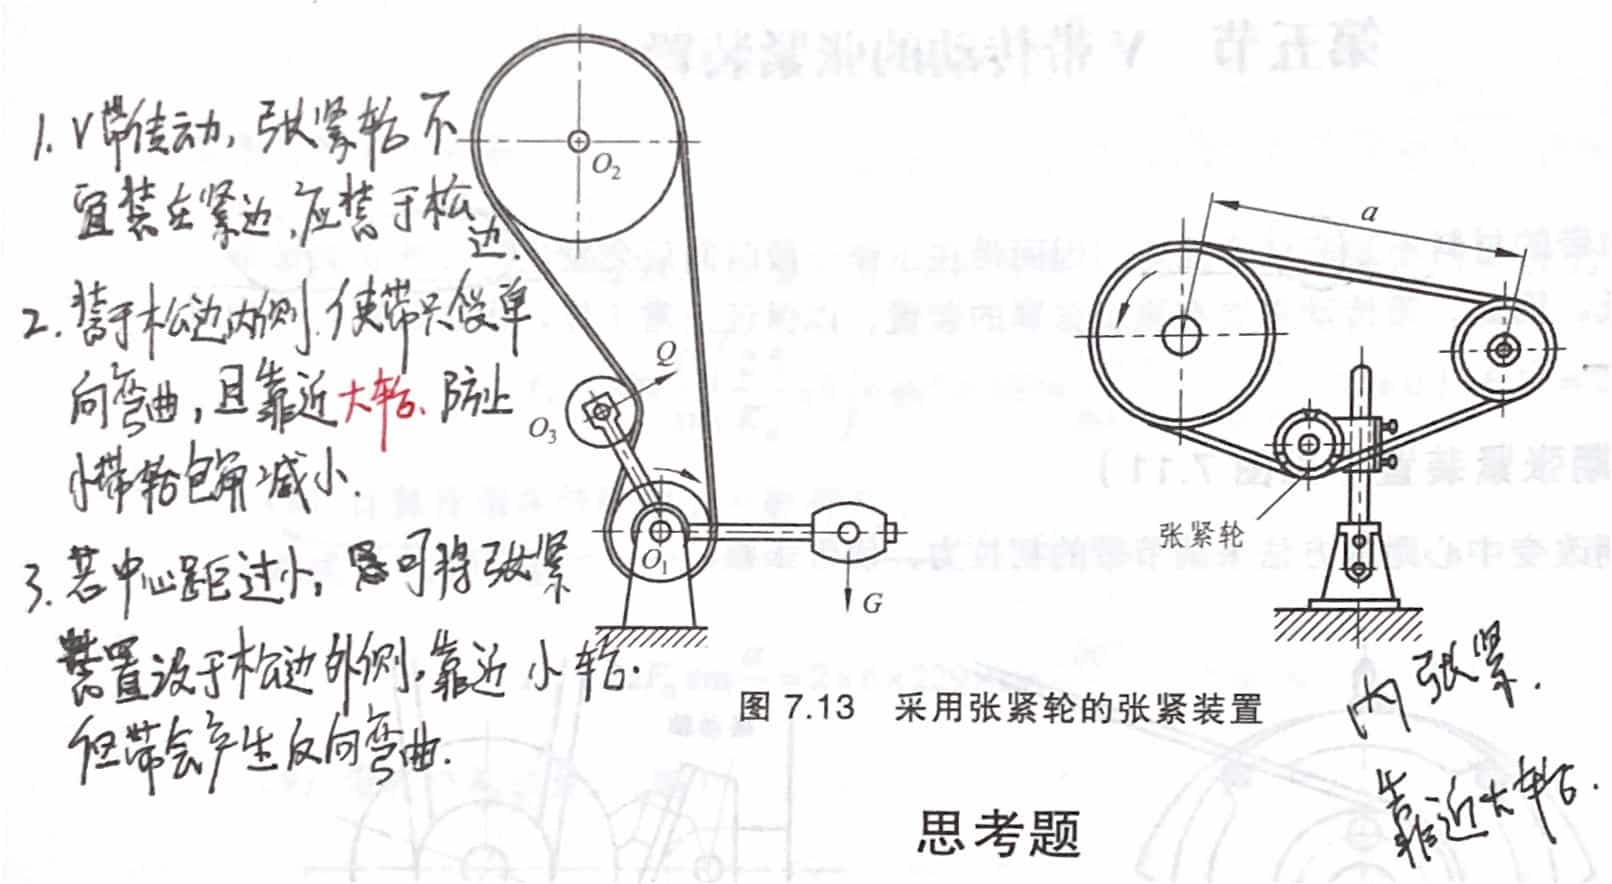 1. V带传动, 张紧轮不
宜装在紧边, 应装于松
边.
2. 装于松边内侧. 使带只受单
向弯曲, 且靠近大轮. 防止
小带轮包角减小.
3. 若中心距过小, 可将张紧
装置设于松边外侧, 靠近小轮.
但带会产生反向弯曲.
O₂
Q
O₃
O₁
G
a
张紧轮
图 7.13 采用张紧轮的张紧装置
内张紧.
靠近大轮.
思考题